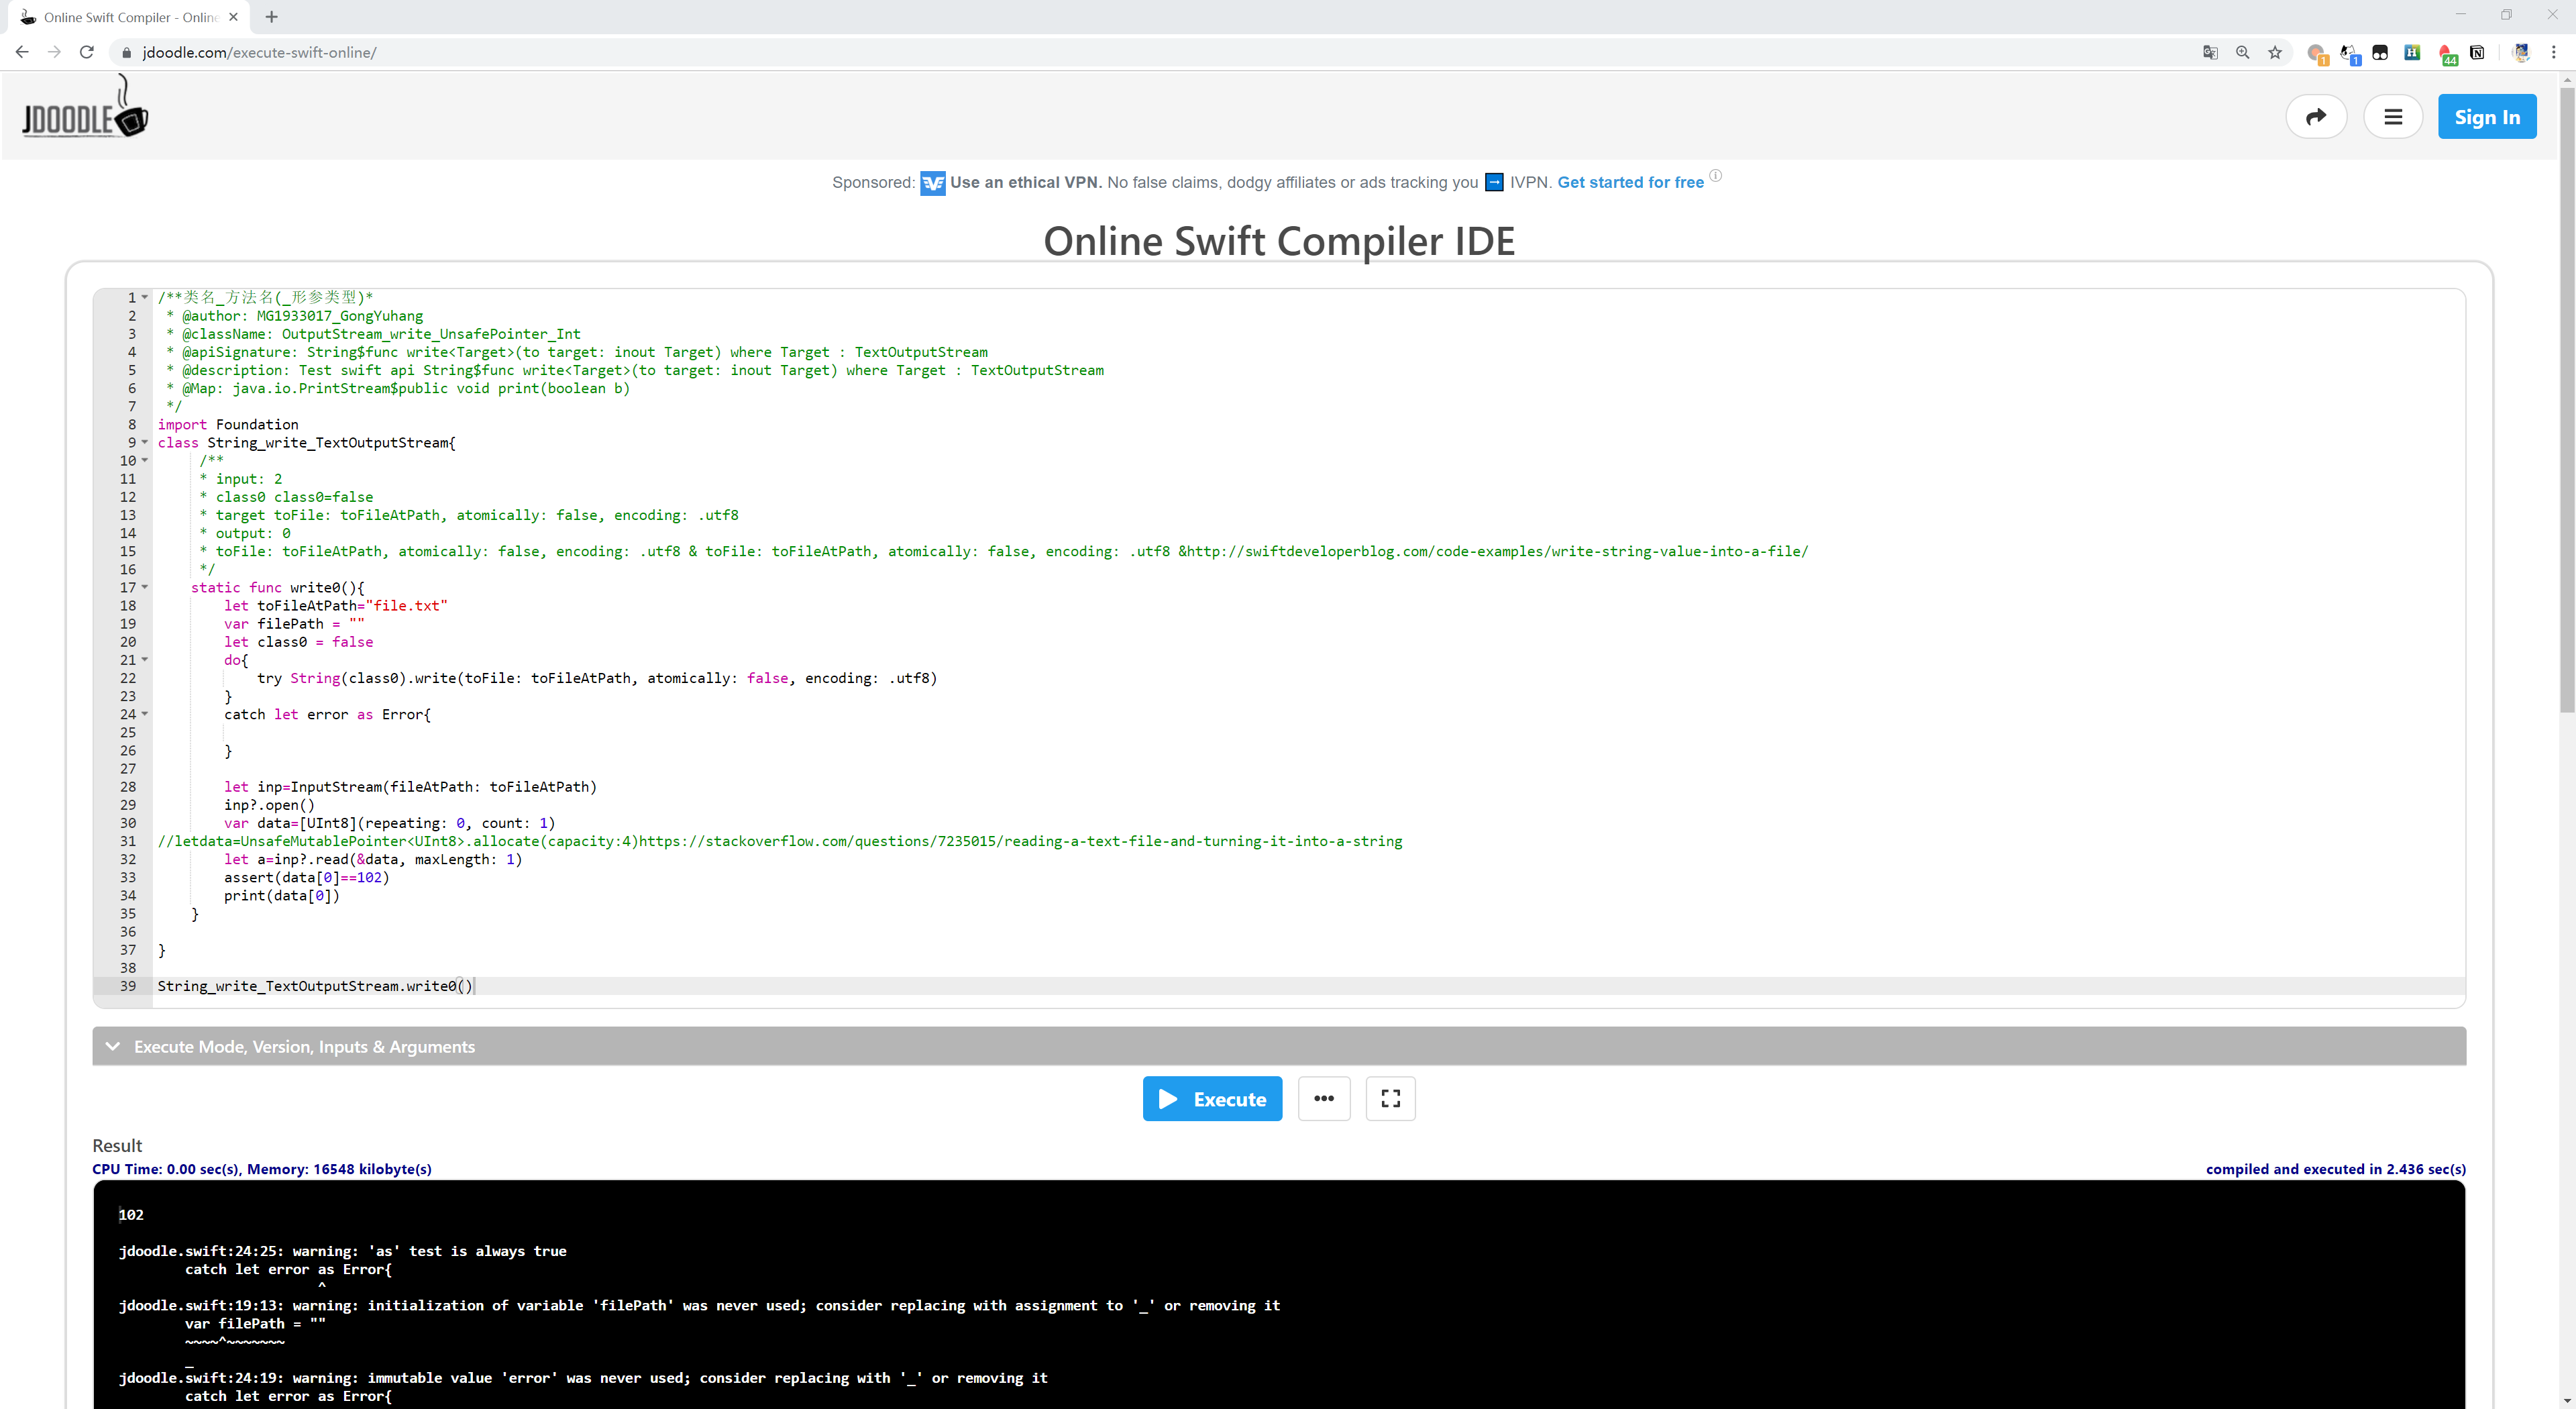 Online Swift Compiler - Online
jdoodle.com/execute-swift-online/
1
1
44
JDOODLE
Sign In
Sponsored: Use an ethical VPN. No false claims, dodgy affiliates or ads tracking you IVPN. Get started for free
Online Swift Compiler IDE
1 /**类名_方法名(_形参类型)*
2  * @author: MG1933017_GongYuhang
3  * @className: OutputStream_write_UnsafePointer_Int
4  * @apiSignature: String$func write<Target>(to target: inout Target) where Target : TextOutputStream
5  * @description: Test swift api String$func write<Target>(to target: inout Target) where Target : TextOutputStream
6  * @Map: java.io.PrintStream$public void print(boolean b)
7  */
8 import Foundation
9 class String_write_TextOutputStream{
10      /**
11      * input: 2
12      * class0 class0=false
13      * target toFile: toFileAtPath, atomically: false, encoding: .utf8
14      * output: 0
15      * toFile: toFileAtPath, atomically: false, encoding: .utf8 & toFile: toFileAtPath, atomically: false, encoding: .utf8 &http://swiftdeveloperblog.com/code-examples/write-string-value-into-a-file/
16      */
17     static func write0(){
18         let toFileAtPath="file.txt"
19         var filePath = ""
20         let class0 = false
21         do{
22             try String(class0).write(toFile: toFileAtPath, atomically: false, encoding: .utf8)
23         }
24         catch let error as Error{
25
26         }
27
28         let inp=InputStream(fileAtPath: toFileAtPath)
29         inp?.open()
30         var data=[UInt8](repeating: 0, count: 1)
31 //letdata=UnsafeMutablePointer<UInt8>.allocate(capacity:4)https://stackoverflow.com/questions/7235015/reading-a-text-file-and-turning-it-into-a-string
32         let a=inp?.read(&data, maxLength: 1)
33         assert(data[0]==102)
34         print(data[0])
35     }
36
37 }
38
39 String_write_TextOutputStream.write0()
Execute Mode, Version, Inputs & Arguments
Execute
Result
CPU Time: 0.00 sec(s), Memory: 16548 kilobyte(s)
compiled and executed in 2.436 sec(s)
102
jdoodle.swift:24:25: warning: 'as' test is always true
        catch let error as Error{
                        ^
jdoodle.swift:19:13: warning: initialization of variable 'filePath' was never used; consider replacing with assignment to '_' or removing it
        var filePath = ""
        ~~~~^~~~~~~~
        _
jdoodle.swift:24:19: warning: immutable value 'error' was never used; consider replacing with '_' or removing it
        catch let error as Error{